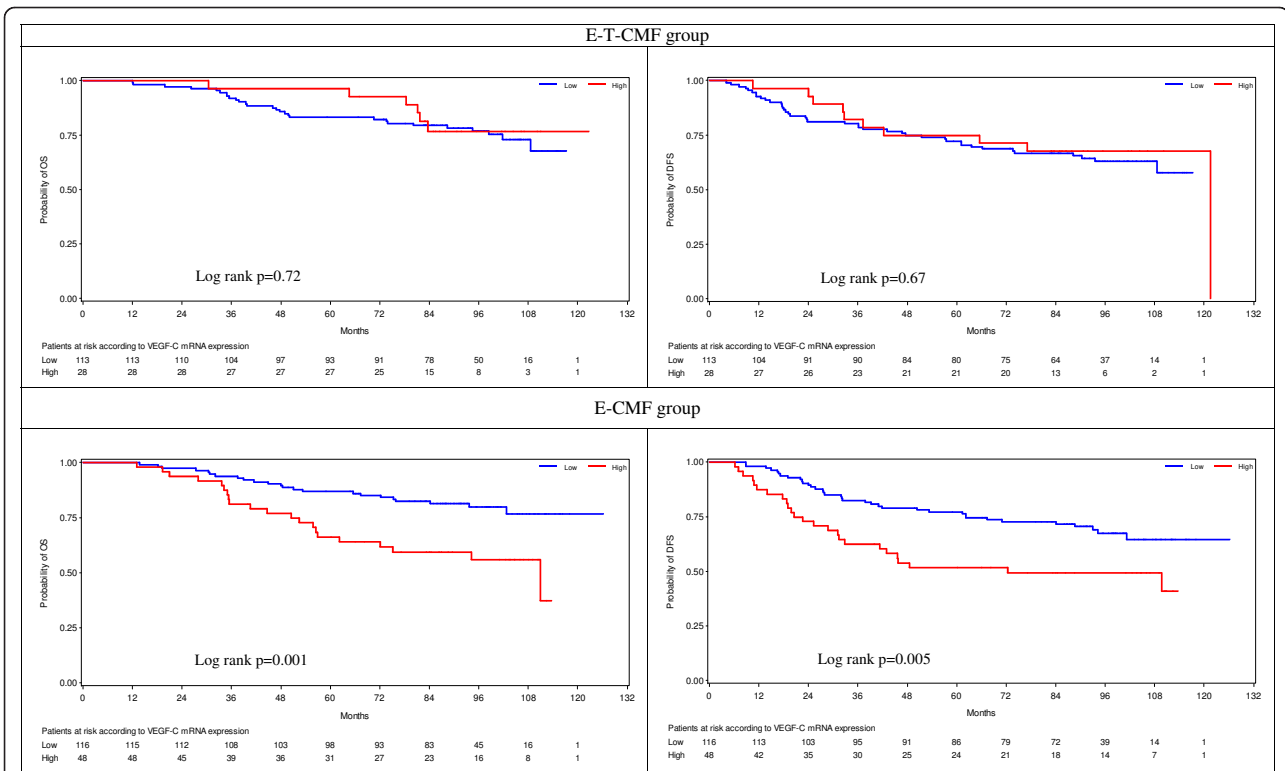 E-T-CMF group
1.00
0.75
0.50
0.25
0.00
Probability of OS
Low High
Log rank p=0.72
0 12 24 36 48 60 72 84 96 108 120 132
Months
Patients at risk according to VEGF-C mRNA expression
Low 113 113 110 104 97 93 91 78 50 16 1
High 28 28 28 27 27 27 25 15 8 3 1
1.00
0.75
0.50
0.25
0.00
Probability of DFS
Low High
Log rank p=0.67
0 12 24 36 48 60 72 84 96 108 120 132
Months
Patients at risk according to VEGF-C mRNA expression
Low 113 104 91 90 84 80 75 64 37 14 1
High 28 27 26 23 21 21 20 13 6 2 1
E-CMF group
1.00
0.75
0.50
0.25
0.00
Probability of OS
Low High
Log rank p=0.001
0 12 24 36 48 60 72 84 96 108 120 132
Months
Patients at risk according to VEGF-C mRNA expression
Low 116 115 112 108 103 98 93 83 45 16 1
High 48 48 45 39 36 31 27 23 16 8 1
1.00
0.75
0.50
0.25
0.00
Probability of DFS
Low High
Log rank p=0.005
0 12 24 36 48 60 72 84 96 108 120 132
Months
Patients at risk according to VEGF-C mRNA expression
Low 116 113 103 95 91 86 79 72 39 14 1
High 48 42 35 30 25 24 21 18 14 7 1